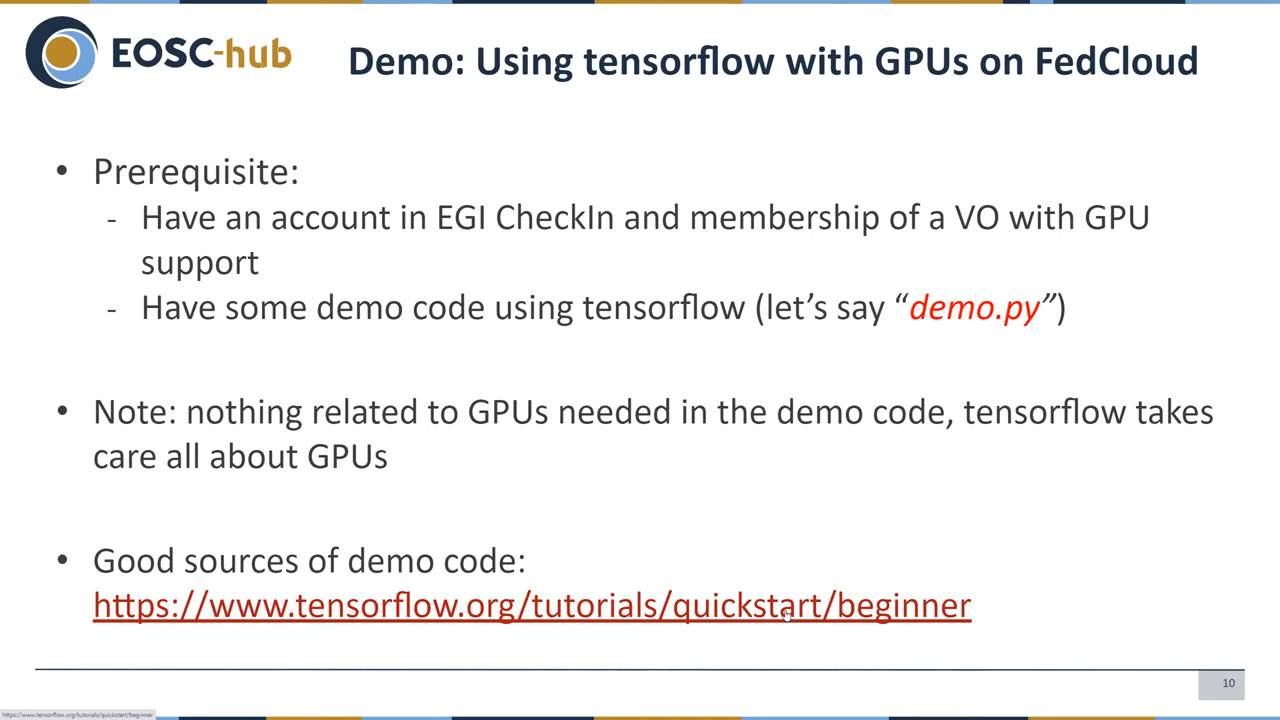 EOSC-hub
Demo: Using tensorflow with GPUs on FedCloud
• Prerequisite:
- Have an account in EGI CheckIn and membership of a VO with GPU
support
- Have some demo code using tensorflow (let's say “demo.py”)
• Note: nothing related to GPUs needed in the demo code, tensorflow takes
care all about GPUs
• Good sources of demo code:
https://www.tensorflow.org/tutorials/quickstart/beginner
10
https://www.tensorflow.org/tutorials/quickstart/beginner